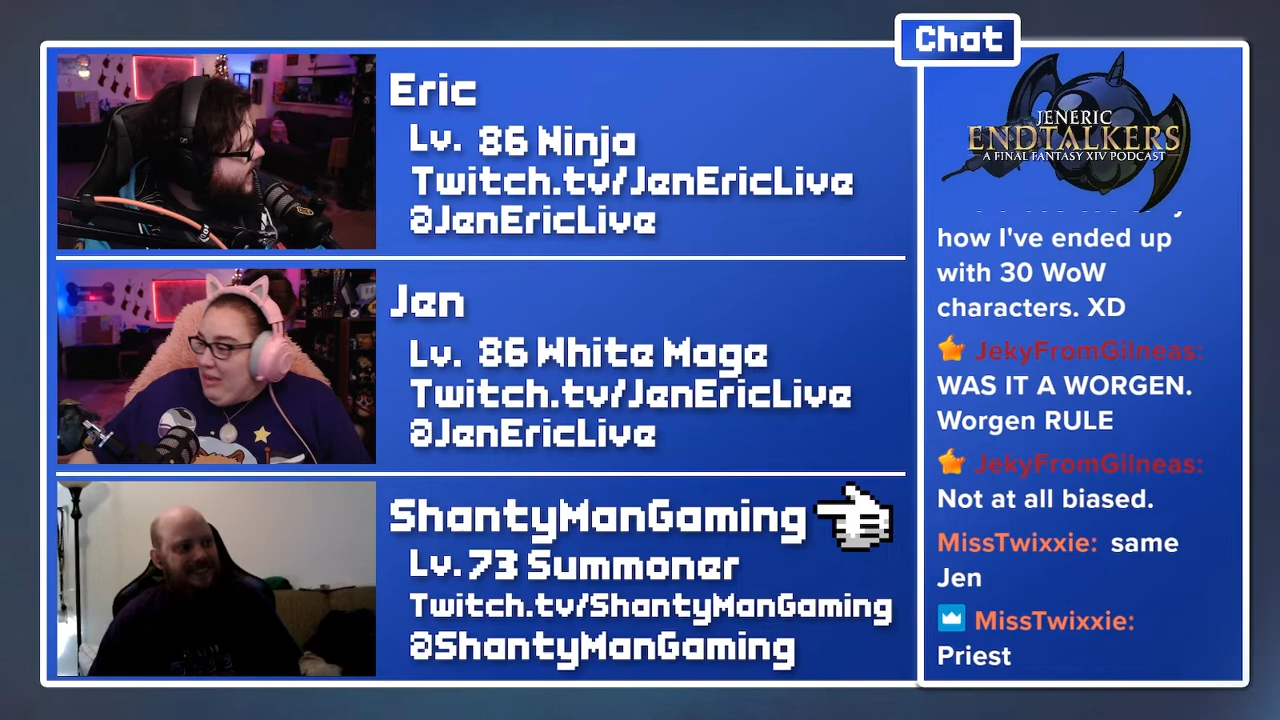 Eric
Lv. 86 Ninja
Twitch.tv/JenEricLive
@JenEricLive
Jen
Lv. 86 White Mage
Twitch.tv/JenEricLive
@JenEricLive
ShantyManGaming
Lv. 73 Summoner
Twitch.tv/ShantyManGaming
@ShantyManGaming
Chat
JENERIC
ENDTALKERS
A FINAL FANTASY XIV PODCAST
how I've ended up
with 30 WoW
characters. XD
JekyFromGilneas:
WAS IT A WORGEN.
Worgen RULE
JekyFromGilneas:
Not at all biased.
MissTwixxie: same
Jen
MissTwixxie:
Priest